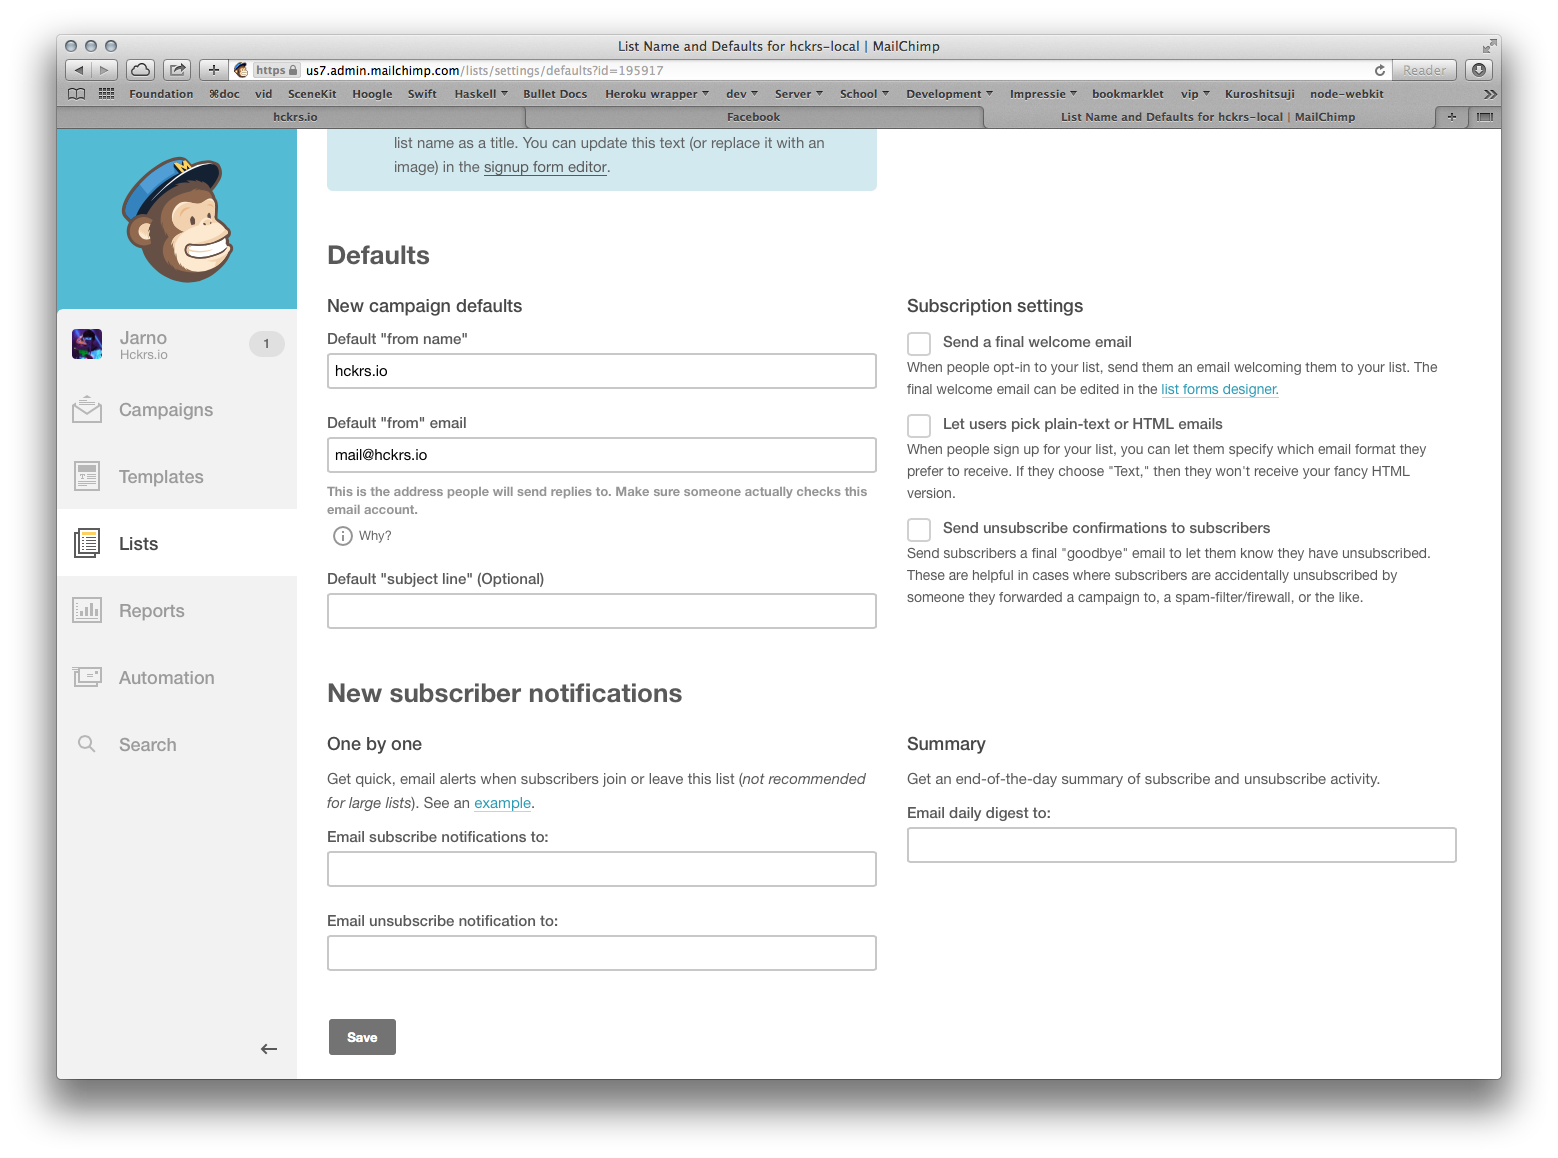 List Name and Defaults for hckrs-local | MailChimp
https us7.admin.mailchimp.com/lists/settings/defaults?id=195917 Reader
Foundation ⌘doc vid SceneKit Hoogle Swift Haskell Bullet Docs Heroku wrapper dev Server School Development Impressie bookmarklet vip Kuroshitsuji node-webkit
hckrs.io Facebook List Name and Defaults for hckrs-local | MailChimp
list name as a title. You can update this text (or replace it with an
image) in the signup form editor.
Jarno
Hckrs.io
1
Campaigns
Templates
Lists
Reports
Automation
Search
Defaults
New campaign defaults
Default "from name"
hckrs.io
Default "from" email
mail@hckrs.io
This is the address people will send replies to. Make sure someone actually checks this
email account.
Why?
Default "subject line" (Optional)
Subscription settings
Send a final welcome email
When people opt-in to your list, send them an email welcoming them to your list. The
final welcome email can be edited in the list forms designer.
Let users pick plain-text or HTML emails
When people sign up for your list, you can let them specify which email format they
prefer to receive. If they choose "Text," then they won't receive your fancy HTML
version.
Send unsubscribe confirmations to subscribers
Send subscribers a final "goodbye" email to let them know they have unsubscribed.
These are helpful in cases where subscribers are accidentally unsubscribed by
someone they forwarded a campaign to, a spam-filter/firewall, or the like.
New subscriber notifications
One by one
Get quick, email alerts when subscribers join or leave this list (not recommended
for large lists). See an example.
Email subscribe notifications to:
Email unsubscribe notification to:
Summary
Get an end-of-the-day summary of subscribe and unsubscribe activity.
Email daily digest to:
Save